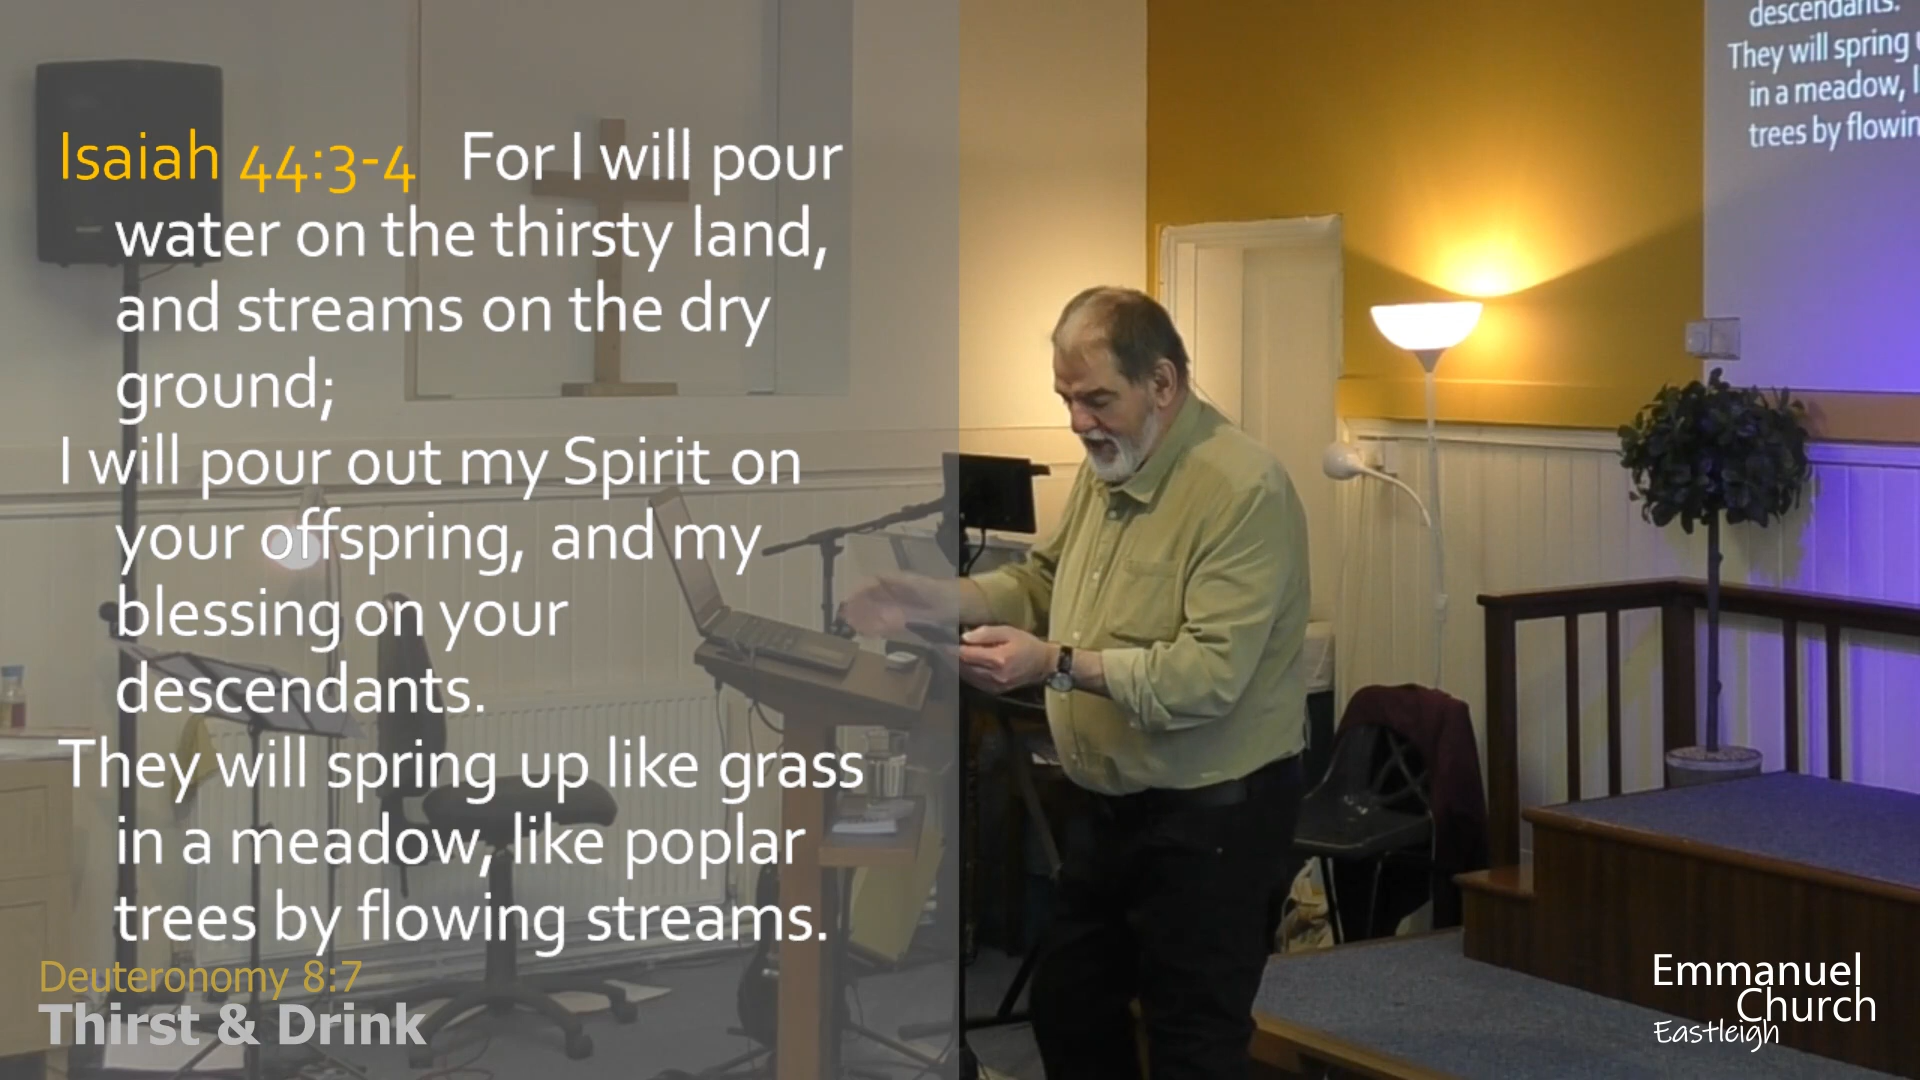 Isaiah 44:3-4 For I will pour
water on the thirsty land,
and streams on the dry
ground;
I will pour out my Spirit on
your offspring, and my
blessing on your
descendants.
They will spring up like grass
in a meadow, like poplar
trees by flowing streams.
Deuteronomy 8:7
Thirst & Drink
descendants.
They will spring
in a meadow,
trees by
Emmanuel
Church
Eastleigh